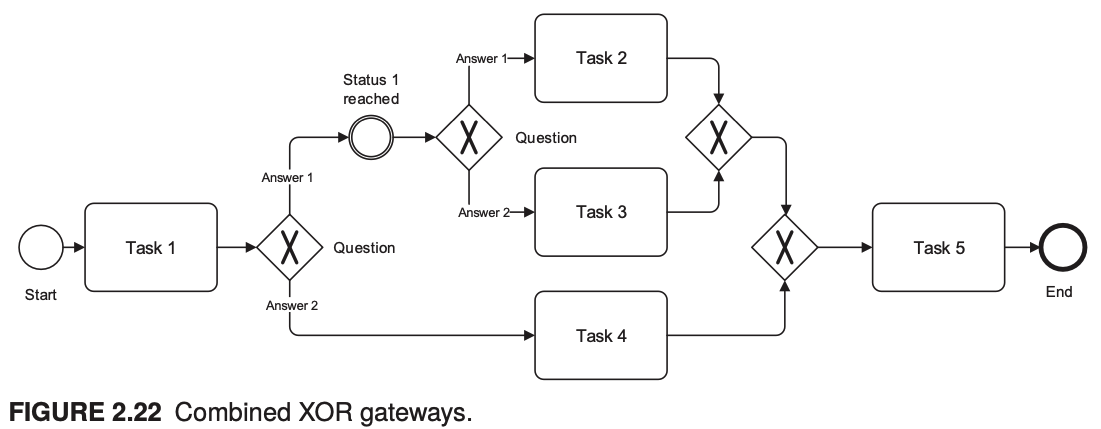 Answer 1
Task 2
Status 1
reached
X
Question
X
Answer 1
Answer 2
Task 3
Start
Task 1
X
Question
X
Task 5
End
Answer 2
Task 4
FIGURE 2.22 Combined XOR gateways.